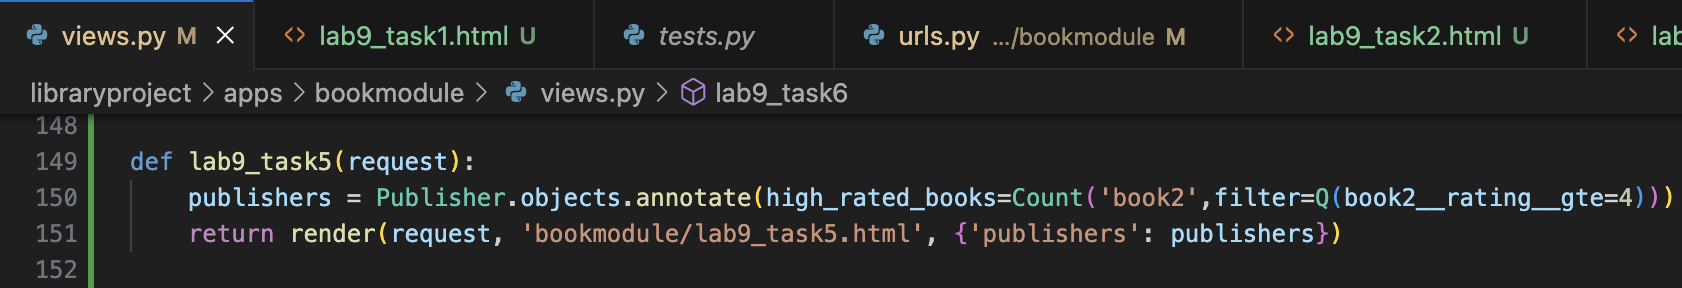 views.py M lab9_task1.html U tests.py urls.py .../bookmodule M lab9_task2.html U lab
libraryproject > apps > bookmodule > views.py > lab9_task6
148
149 def lab9_task5(request):
150 publishers = Publisher.objects.annotate(high_rated_books=Count('book2',filter=Q(book2__rating__gte=4)))
151 return render(request, 'bookmodule/lab9_task5.html', {'publishers': publishers})
152